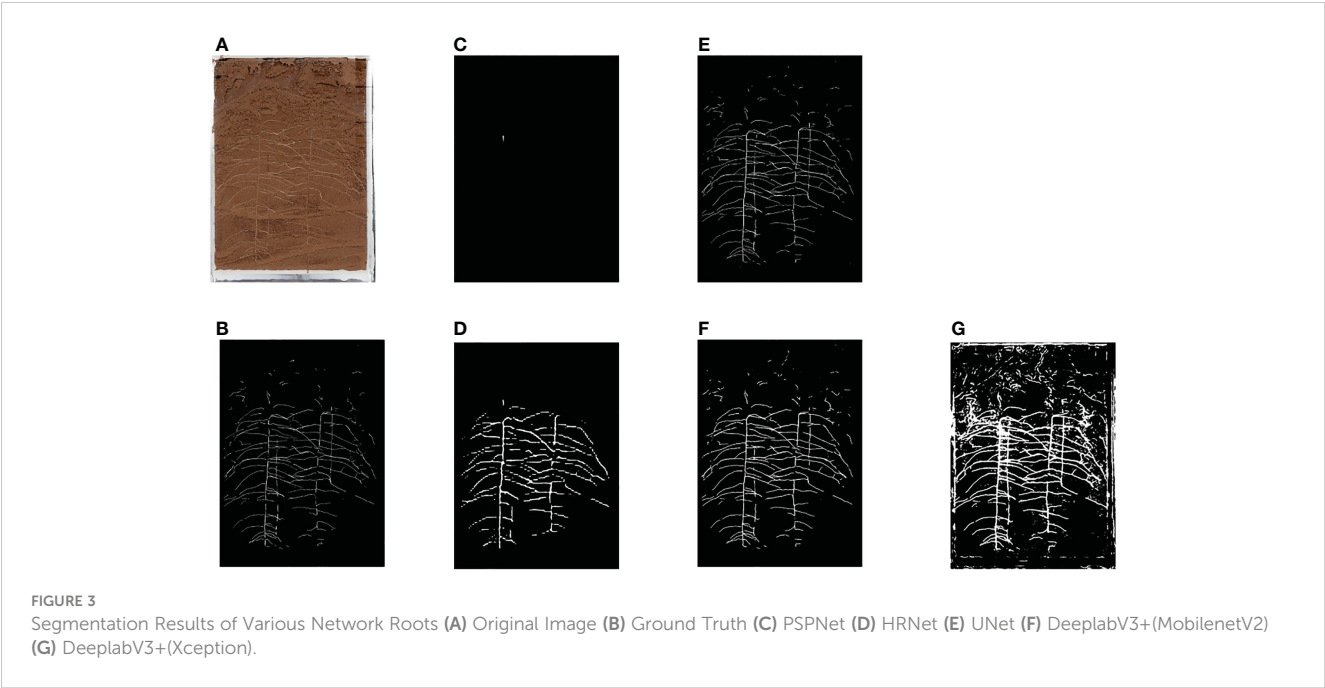 A
C
E
B
D
F
G
FIGURE 3
Segmentation Results of Various Network Roots (A) Original Image (B) Ground Truth (C) PSPNet (D) HRNet (E) UNet (F) DeeplabV3+(MobilenetV2)
(G) DeeplabV3+(Xception).